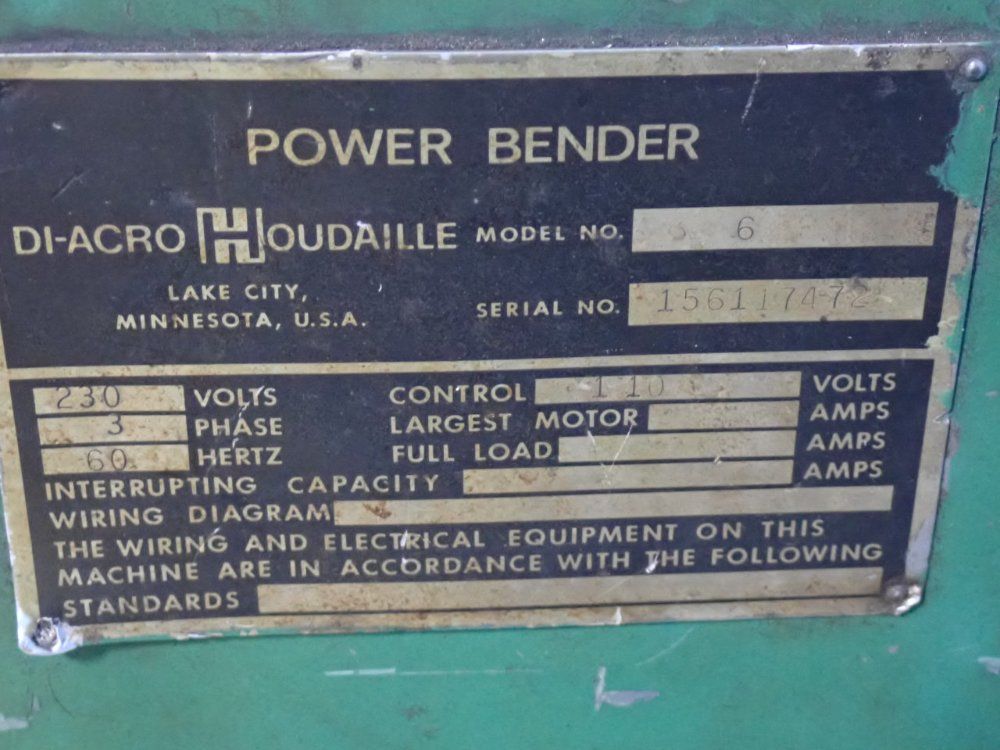 POWER BENDER
DI-ACRO HOUDAILLE MODEL NO. 6
LAKE CITY,
MINNESOTA, U.S.A.
SERIAL NO.
230 VOLTS CONTROL 110 VOLTS
3 PHASE LARGEST MOTOR AMPS
60 HERTZ FULL LOAD AMPS
INTERRUPTING CAPACITY AMPS
WIRING DIAGRAM
THE WIRING AND ELECTRICAL EQUIPMENT ON THIS
MACHINE ARE IN ACCORDANCE WITH THE FOLLOWING
STANDARDS